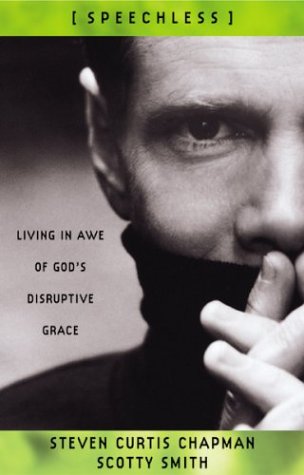 [ SPEECHLESS ]
LIVING IN AWE
OF GOD'S
DISRUPTIVE
GRACE
STEVEN CURTIS CHAPMAN
SCOTTY SMITH